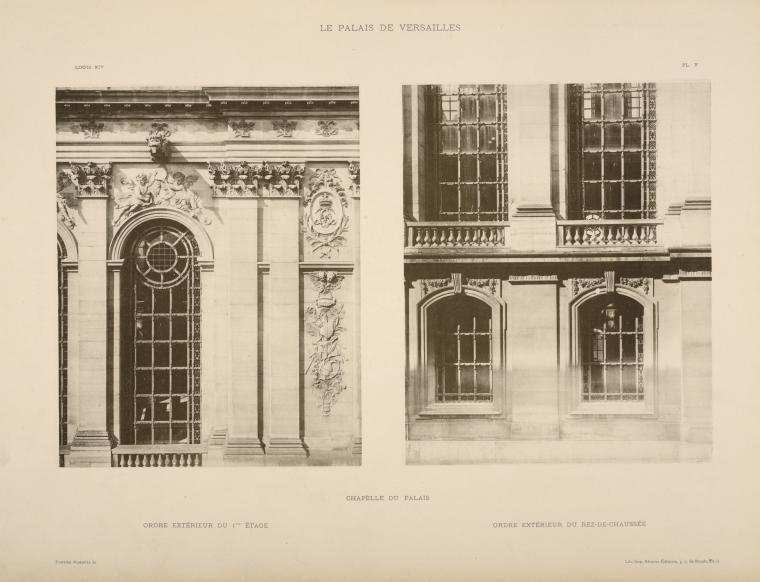 LE PALAIS DE VERSAILLES
LOUIS XIV
PL. V
CHAPELLE DU PALAIS
ORDRE EXTÉRIEUR DU 1ER ÉTAGE
ORDRE EXTÉRIEUR DU REZ-DE-CHAUSSÉE